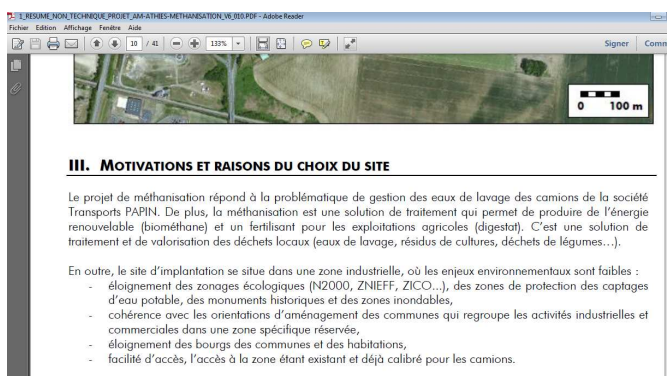 1_RESUME_NON_TECHNIQUE_PROJET_AM-ATHIES-METHANISATION_V6_010.PDF - Adobe Reader
Fichier Edition Affichage Fenêtre Aide
10 / 41 133% Signer Comm
0 100 m
III. MOTIVATIONS ET RAISONS DU CHOIX DU SITE
Le projet de méthanisation répond à la problématique de gestion des eaux de lavage des camions de la société
Transports PAPIN. De plus, la méthanisation est une solution de traitement qui permet de produire de l'énergie
renouvelable (biométhane) et un fertilisant pour les exploitations agricoles (digestat). C'est une solution de
traitement et de valorisation des déchets locaux (eaux de lavage, résidus de cultures, déchets de légumes...).
En outre, le site d'implantation se situe dans une zone industrielle, où les enjeux environnementaux sont faibles :
- éloignement des zonages écologiques (N2000, ZNIEFF, ZICO...), des zones de protection des captages
d'eau potable, des monuments historiques et des zones inondables,
- cohérence avec les orientations d'aménagement des communes qui regroupe les activités industrielles et
commerciales dans une zone spécifique réservée,
- éloignement des bourgs des communes et des habitations,
- facilité d'accès, l'accès à la zone étant existant et déjà calibré pour les camions.